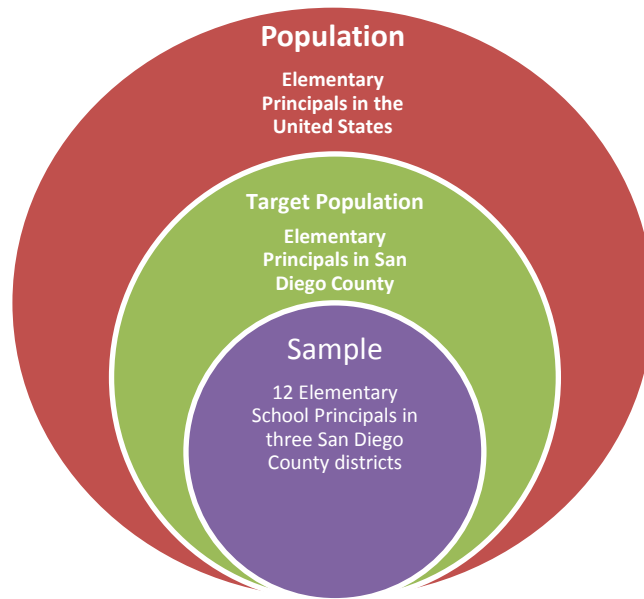 Population
Elementary
Principals in the
United States
Target Population
Elementary
Principals in San
Diego County
Sample
12 Elementary
School Principals in
three San Diego
County districts